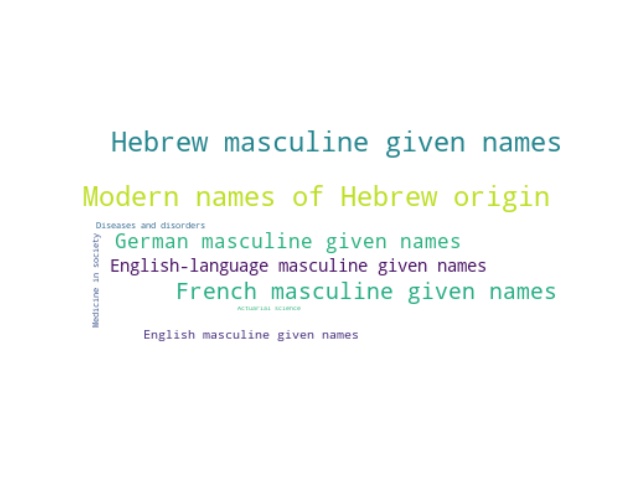 Hebrew masculine given names
Modern names of Hebrew origin
Diseases and disorders
Medicine in society
German masculine given names
English-language masculine given names
French masculine given names
Actuarial science
English masculine given names